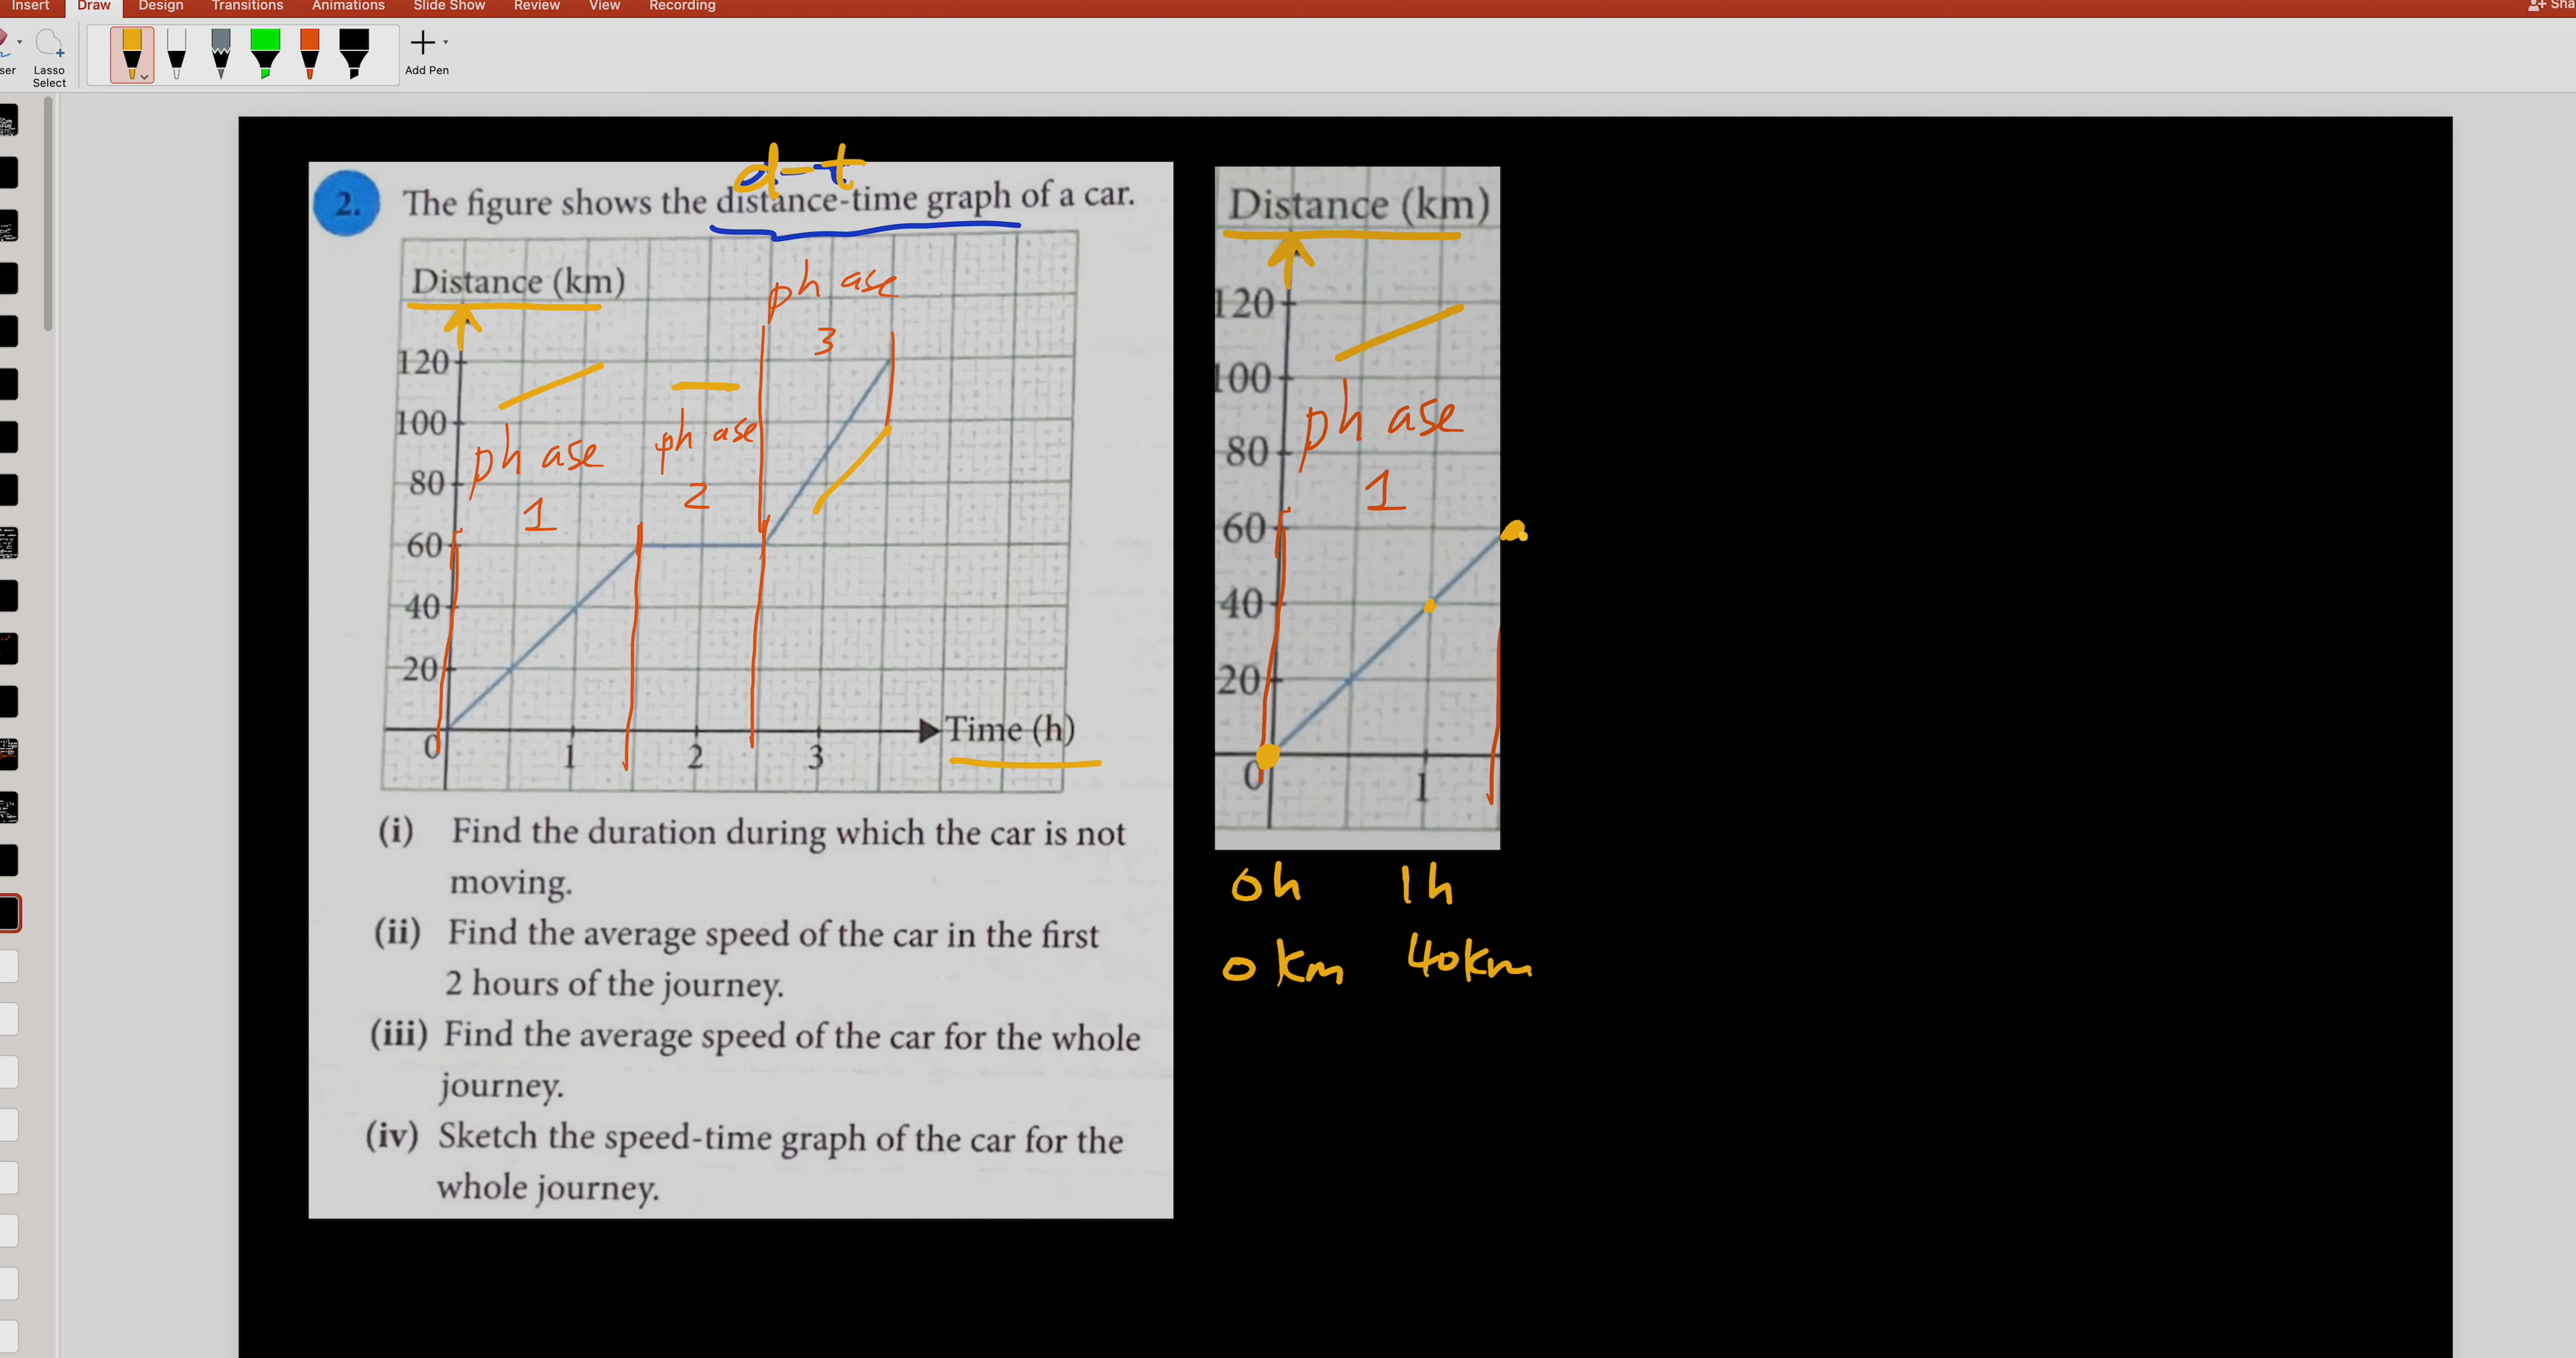 Insert Draw Design Transitions Animations Slide Show Review View Recording
Lasso
Select
Add Pen
d-t
2. The figure shows the distance-time graph of a car.
Distance (km)
120
100
80
60
40
20
0
1 2 3 Time (h)
phase
1
phase
2
phase
3
(i) Find the duration during which the car is not
moving.
(ii) Find the average speed of the car in the first
2 hours of the journey.
(iii) Find the average speed of the car for the whole
journey.
(iv) Sketch the speed-time graph of the car for the
whole journey.
Distance (km)
120
100
80
60
40
20
0
1
phase
1
0h 1h
0 km 40km